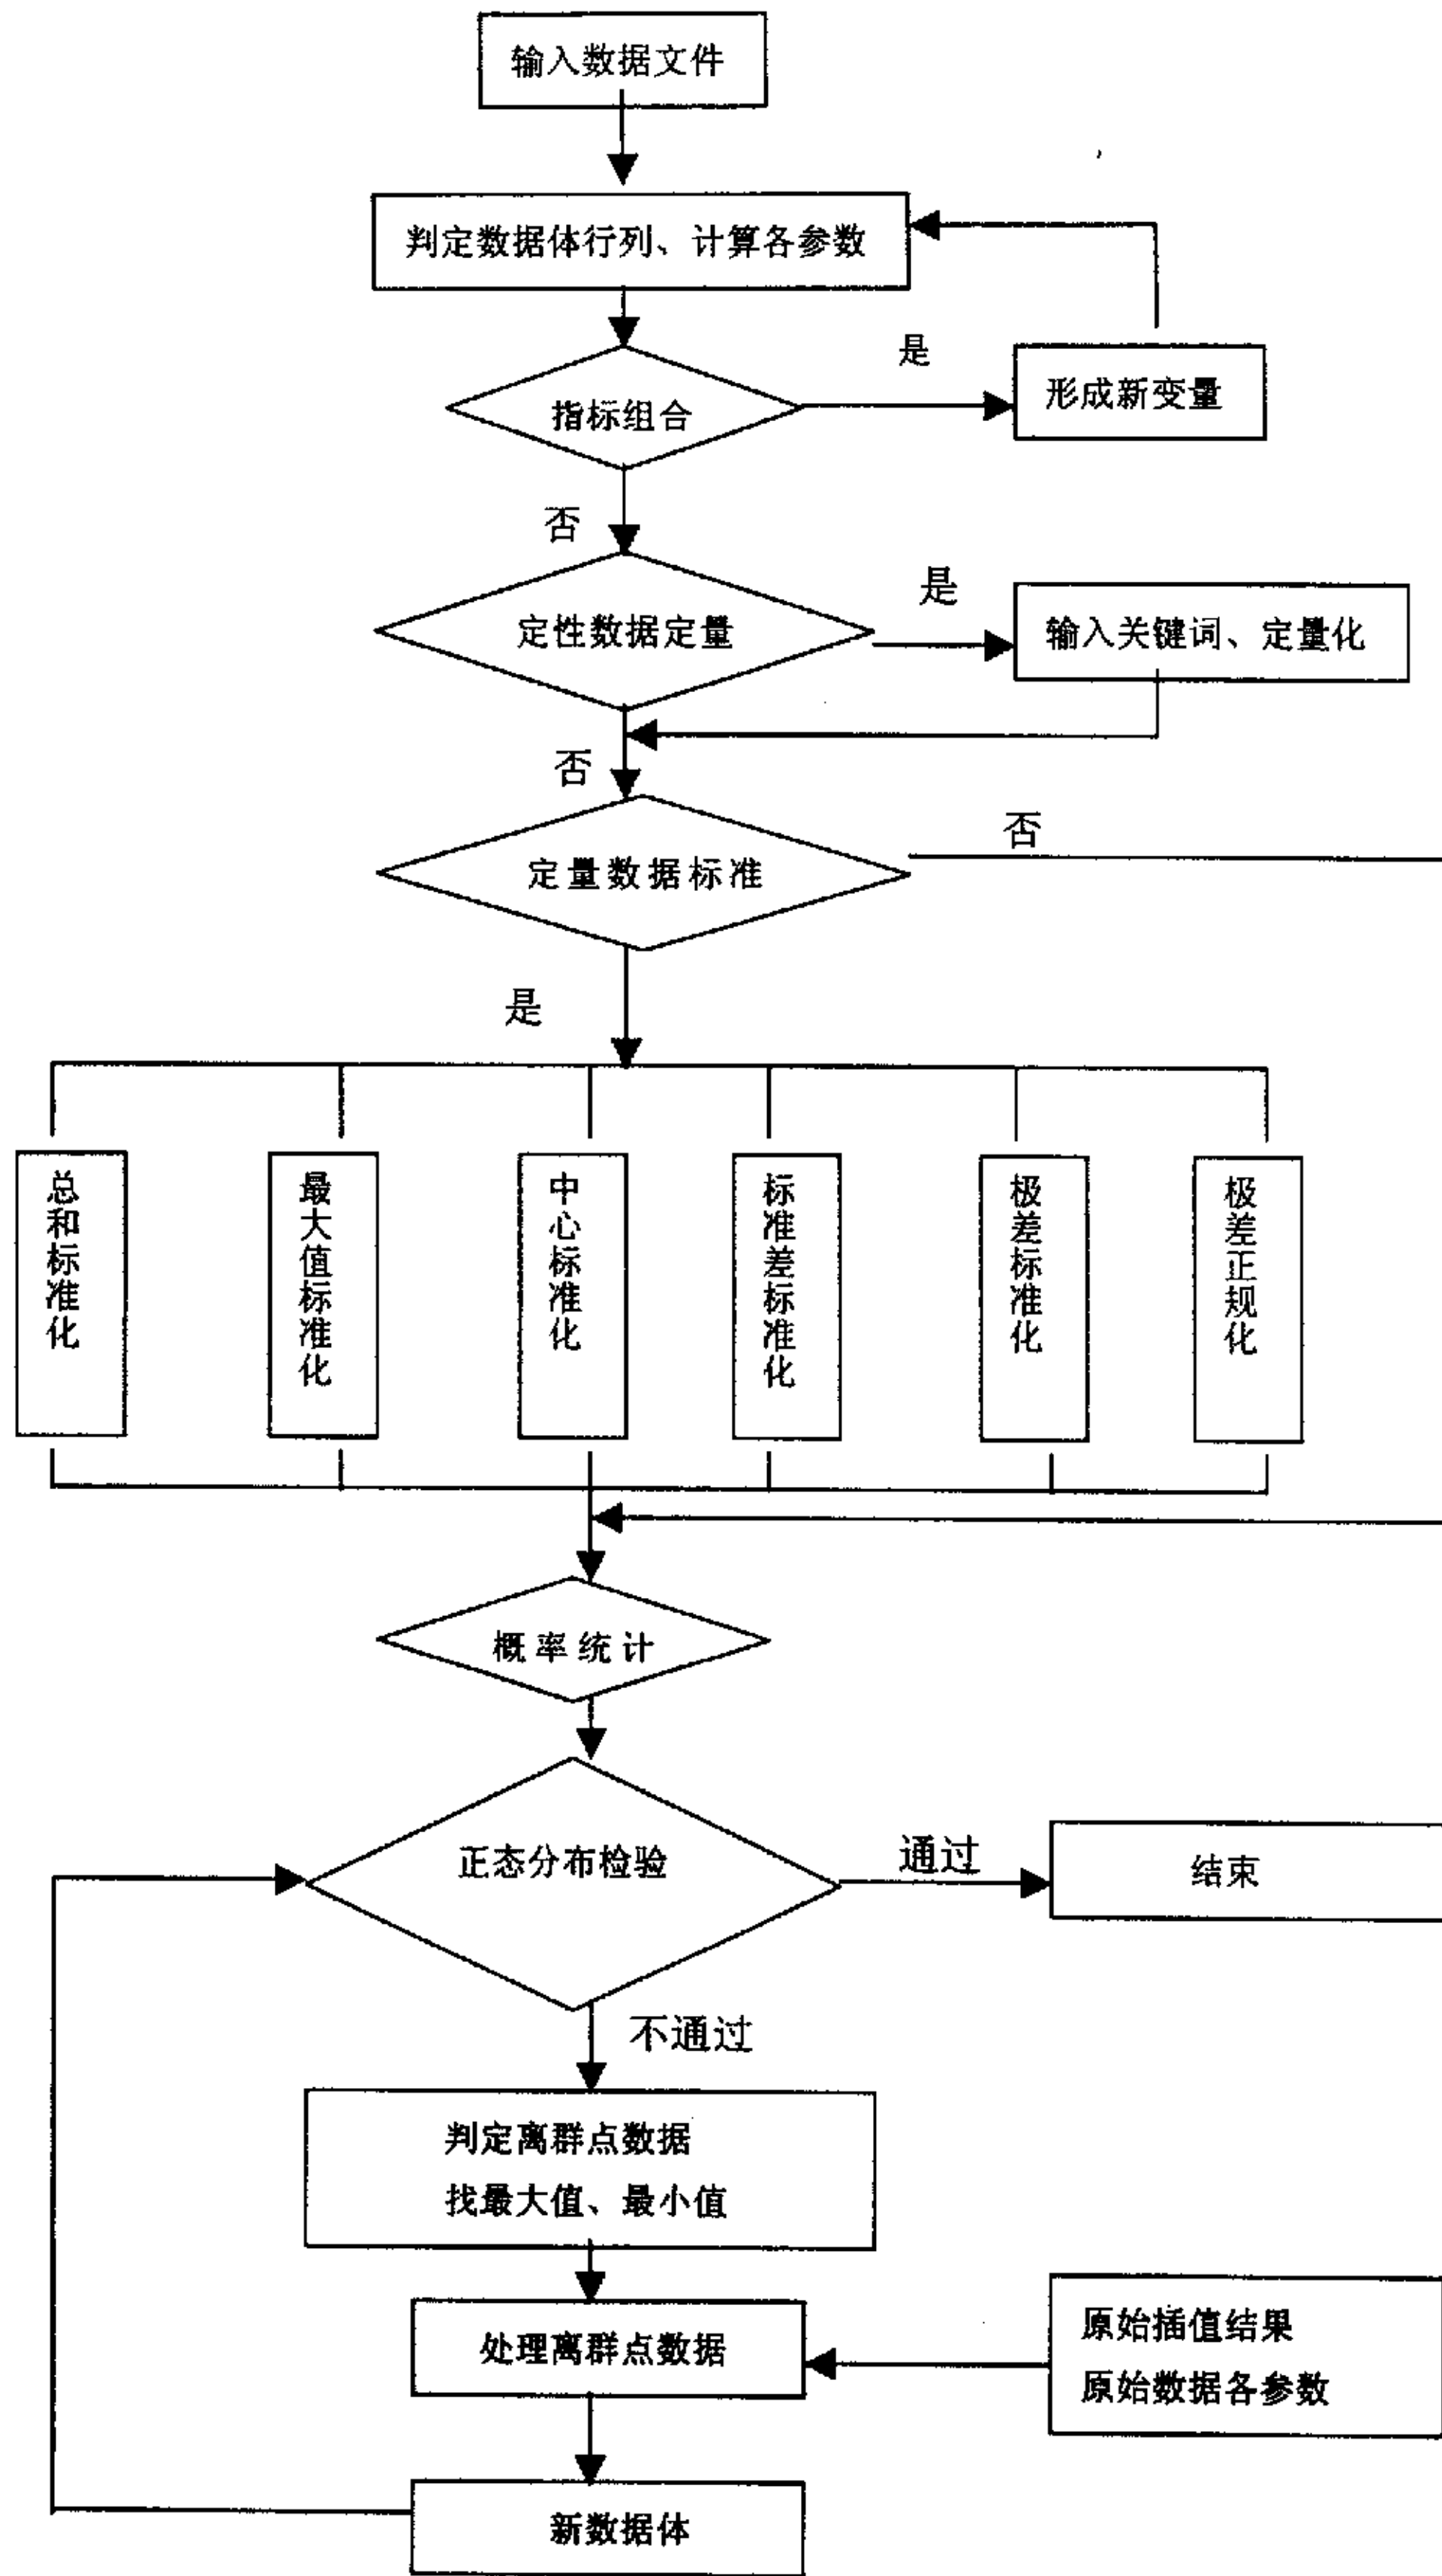 输入数据文件
判定数据体行列、计算各参数
是
指标组合
形成新变量
否
是
定性数据定量
输入关键词、定量化
否
否
定量数据标准
是
总和标准化
最大值标准化
中心标准化
标准差标准化
极差标准化
极差正规化
概率统计
正态分布检验
通过
结束
不通过
判定离群点数据
找最大值、最小值
处理离群点数据
原始插值结果
原始数据各参数
新数据体